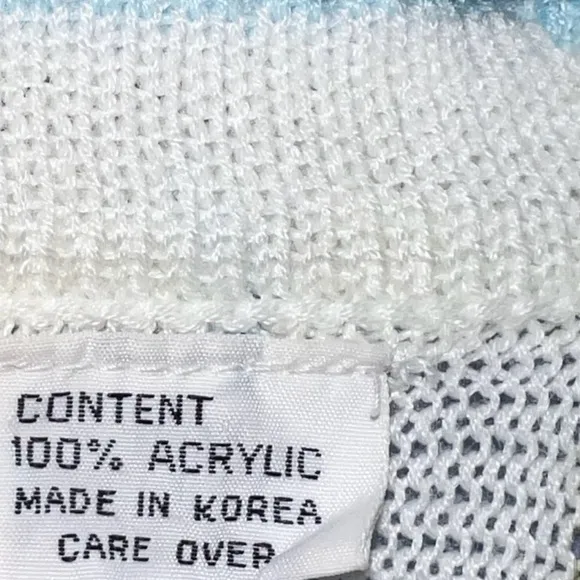 CONTENT
100% ACRYLIC
MADE IN KOREA
CARE OVER